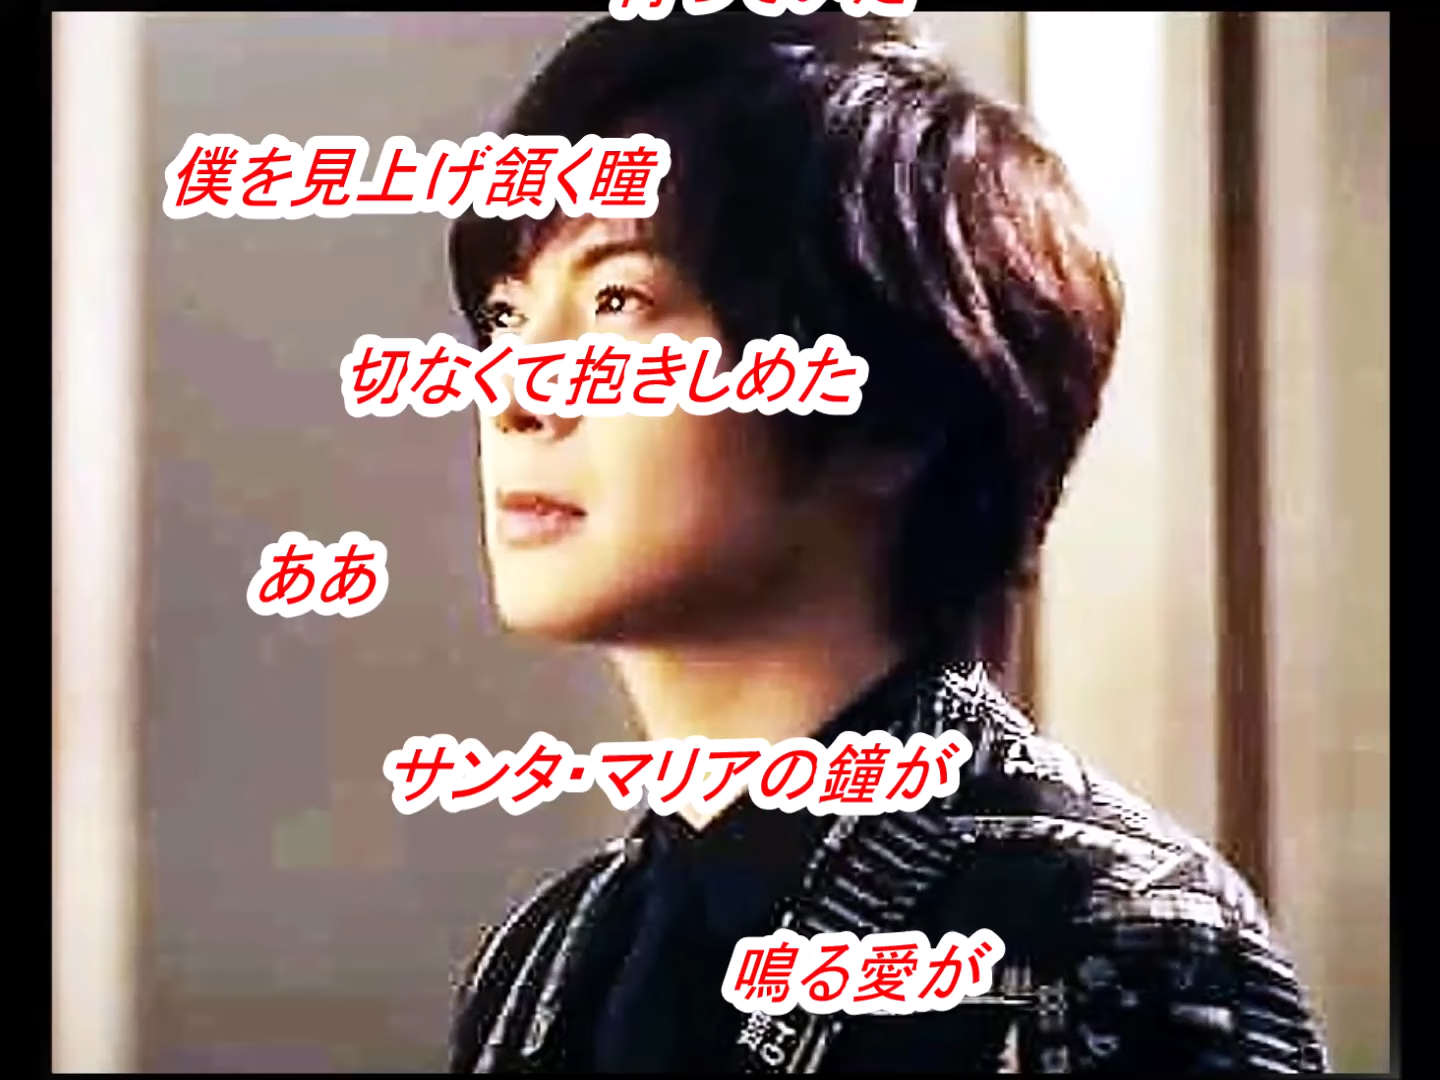 僕を見上げ頷く瞳
切なくて抱きしめた
ああ
サンタ・マリアの鐘が
鳴る愛が